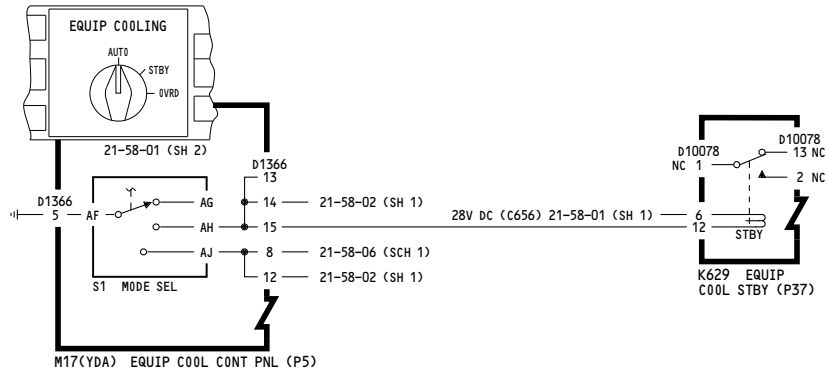 EQUIP COOLING
AUTO
STBY
OVRD
21-58-01 (SH 2)
D1366
13
D1366
5
AF
AG
14
21-58-02 (SH 1)
AH
15
28V DC (C656) 21-58-01 (SH 1)
AJ
8
21-58-06 (SCH 1)
12
21-58-02 (SH 1)
S1 MODE SEL
M17(YDA) EQUIP COOL CONT PNL (P5)
D10078
NC 1
D10078
13 NC
2 NC
6
12
STBY
K629 EQUIP
COOL STBY (P37)